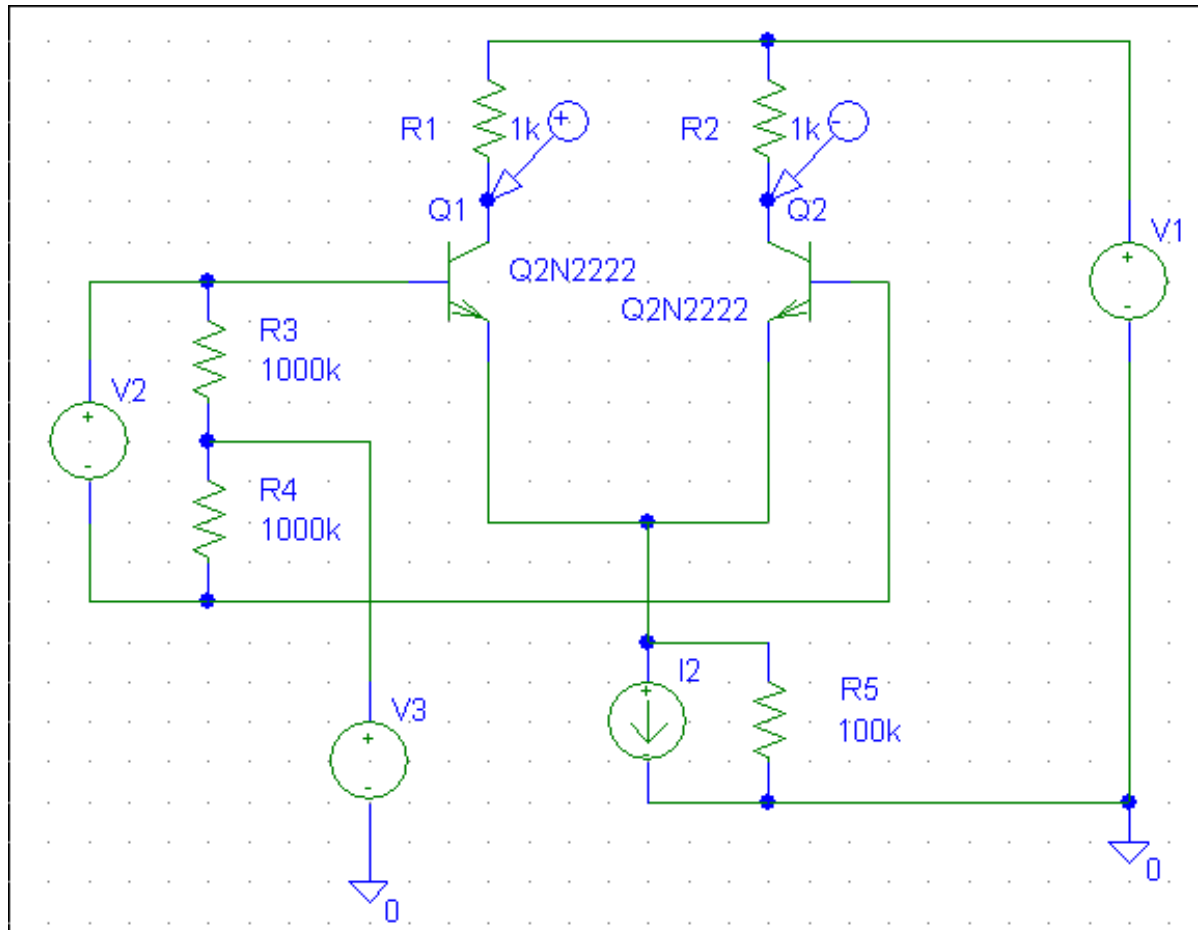 R1
1k
+
R2
1k
-
Q1
Q2
V1
+
-
Q2N2222
Q2N2222
R3
1000k
V2
+
-
R4
1000k
I2
+
-
R5
100k
V3
+
-
0
0